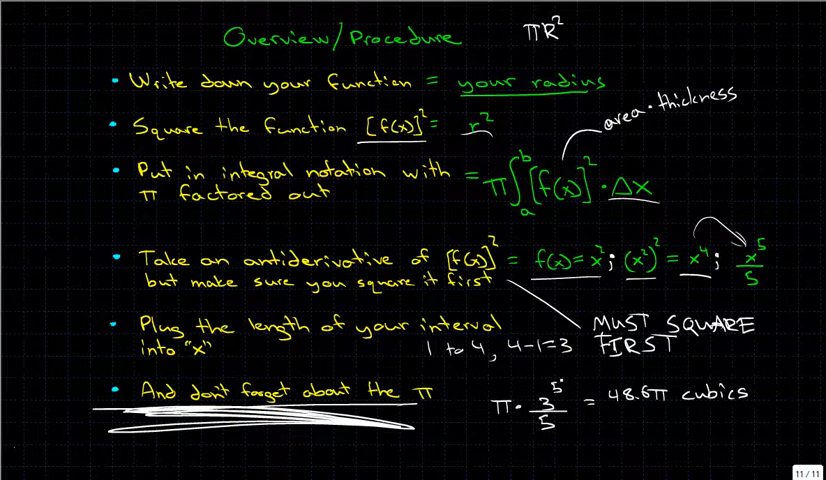 πR²
Overview/Procedure
• Write down your function = your radius
• Square the function [f(x)]² = r²
area · thickness
• Put in integral notation with
π factored out
= π∫ₐᵇ [f(x)]² · Δx
• Take an antiderivative of [f(x)]² = f(x) = x² ; (x²)² = x⁴ ; x⁵/5
but make sure you square it first
MUST SQUARE
FIRST
• Plug the length of your interval
into "x"
1 to 4, 4-1=3
• And don't forget about the π
π · 3⁵/5 = 48.6π cubics
11 / 11